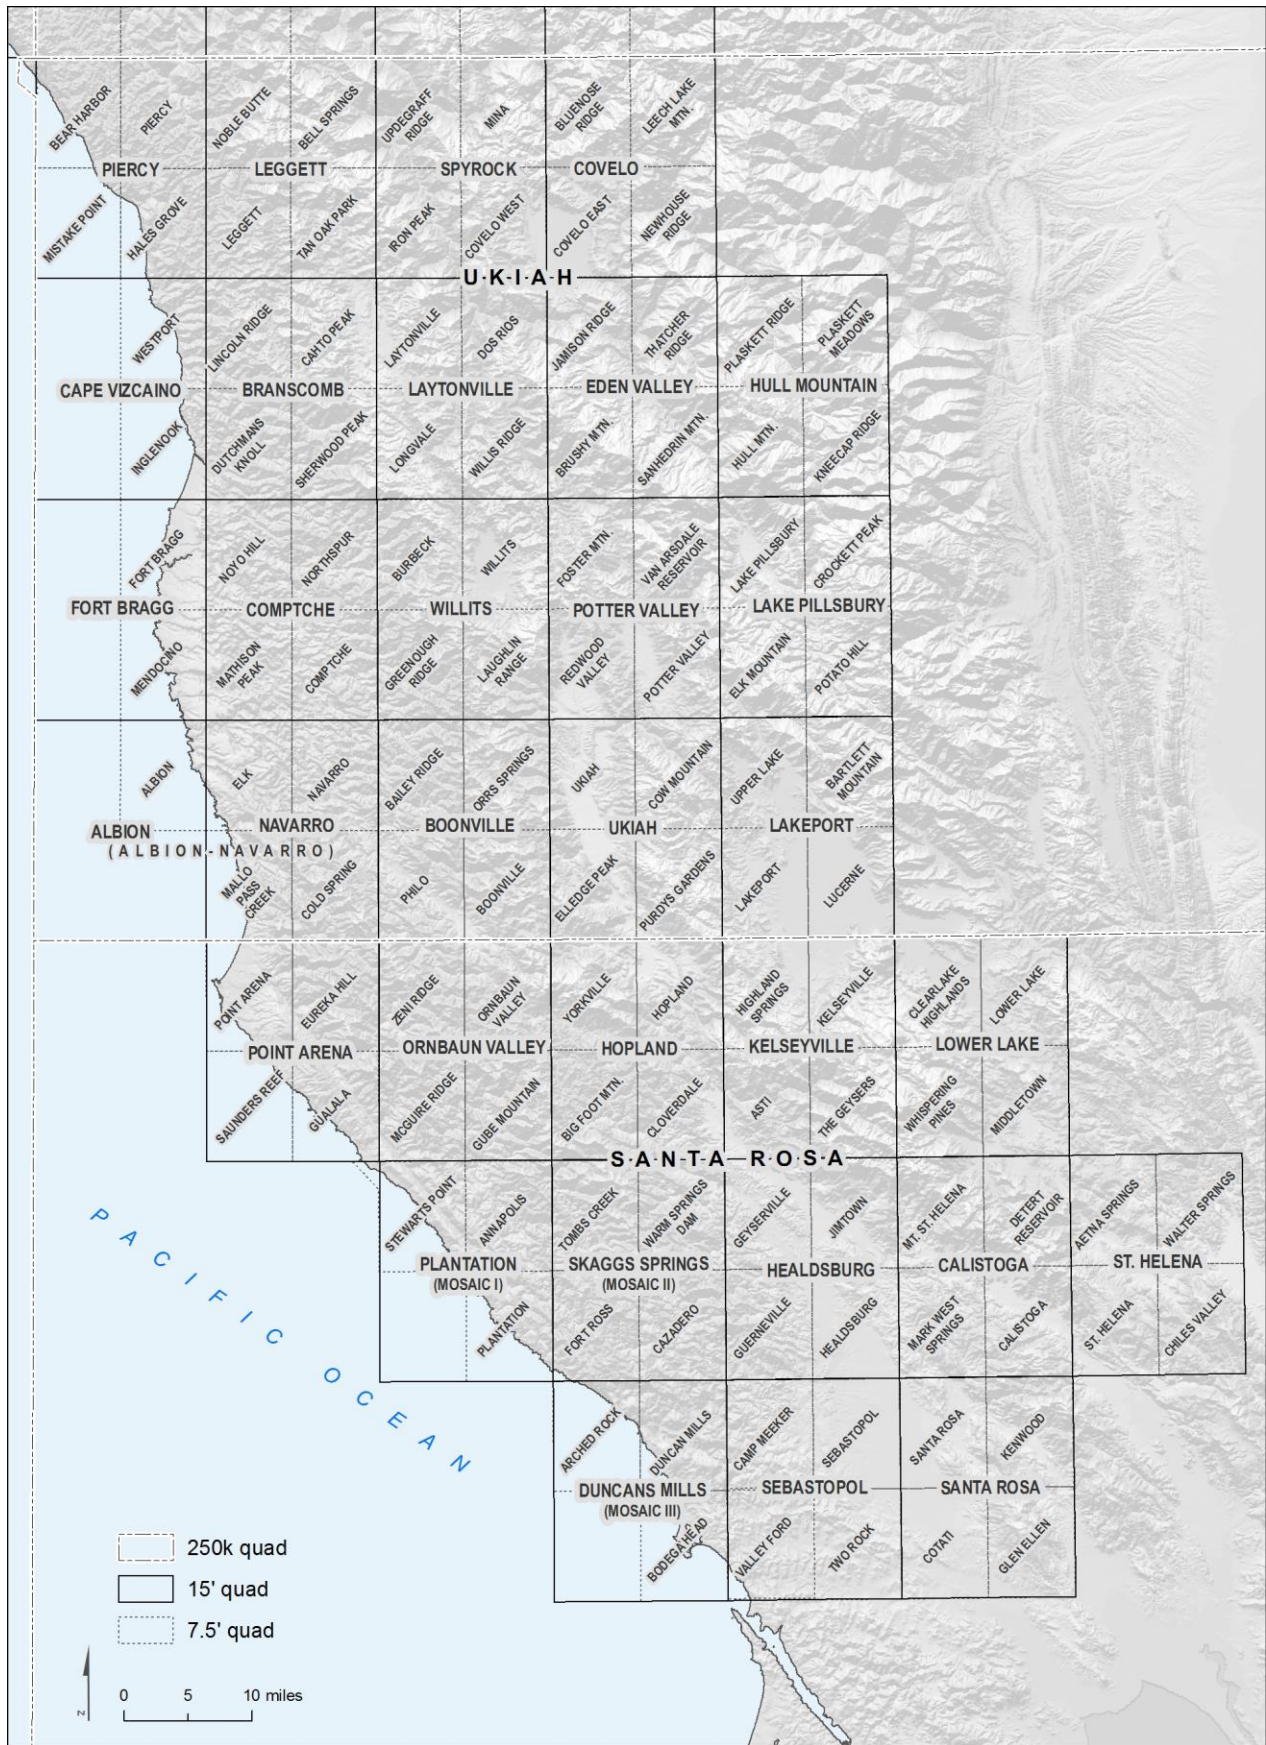 BEAR HARBOR
PIERCY
NOBLE BUTTE
BELL SPRINGS
UPDEGRAFF
RIDGE
MINA
BLUENOSE
RIDGE
LEECH LAKE
MTN.
PIERCY
LEGGETT
SPYROCK
COVELO
MISTAKE POINT
HALES GROVE
LEGGETT
TAN OAK PARK
IRON PEAK
COVELO WEST
COVELO EAST
NEWHOUSE
RIDGE
U-K-I-A-H
WESTPORT
LINCOLN RIDGE
CAHTO PEAK
LAYTONVILLE
DOS RIOS
JAMISON RIDGE
THATCHER
RIDGE
PLASKETT RIDGE
PLASKETT
MEADOWS
CAPE VIZCAINO
BRANSCOMB
LAYTONVILLE
EDEN VALLEY
HULL MOUNTAIN
INGLENOOK
DUTCHMANS
KNOLL
SHERWOOD PEAK
LONGVALE
WILLIS RIDGE
BRUSHY MTN.
SANHEDRIN MTN.
HULL MTN.
KNEECAP RIDGE
FORT BRAGG
NOYO HILL
NORTHSPUR
BURBECK
WILLITS
FOSTER MTN.
VAN ARSDALE
RESERVOIR
LAKE PILLSBURY
CROCKETT PEAK
FORT BRAGG
COMPTCHE
WILLITS
POTTER VALLEY
LAKE PILLSBURY
MENDOCINO
MATHISON
PEAK
COMPTCHE
GREENOUGH
RIDGE
LAUGHLIN
RANGE
REDWOOD
VALLEY
POTTER VALLEY
ELK MOUNTAIN
POTATO HILL
ALBION
ELK
NAVARRO
BAILEY RIDGE
ORRS SPRINGS
UKIAH
COW MOUNTAIN
UPPER LAKE
BARTLETT
MOUNTAIN
ALBION
NAVARRO
BOONVILLE
UKIAH
LAKEPORT
(ALBION-NAVARRO)
MALLO
PASS
CREEK
COLD SPRING
PHILO
BOONVILLE
ELLEDGE PEAK
PURDYS GARDENS
LAKEPORT
LUCERNE
POINT ARENA
EUREKA HILL
ZENI RIDGE
ORNBAUN
VALLEY
YORKVILLE
HOPLAND
HIGHLAND
SPRINGS
KELSEYVILLE
CLEARLAKE
HIGHLANDS
LOWER LAKE
POINT ARENA
ORNBAUN VALLEY
HOPLAND
KELSEYVILLE
LOWER LAKE
SAUNDERS REEF
GUALALA
MCGUIRE RIDGE
GUBE MOUNTAIN
BIG FOOT MTN.
CLOVERDALE
ASTI
THE GEYSERS
WHISPERING
PINES
MIDDLETOWN
S-A-N-T-A ROSA
STEWARTS POINT
ANNAPOLIS
TOMBS CREEK
WARM SPRINGS
DAM
GEYSERVILLE
JIMTOWN
MT. ST. HELENA
DETERT
RESERVOIR
AETNA SPRINGS
WALTER SPRINGS
PLANTATION
(MOSAIC I)
SKAGGS SPRINGS
(MOSAIC II)
HEALDSBURG
CALISTOGA
ST. HELENA
PLANTATION
FORT ROSS
CAZADERO
GUERNEVILLE
HEALDSBURG
MARK WEST
SPRINGS
CALISTOGA
ST. HELENA
CHILES VALLEY
PACIFIC OCEAN
ARCHED ROCK
DUNCAN MILLS
CAMP MEEKER
SEBASTOPOL
SANTA ROSA
KENWOOD
DUNCANS MILLS
(MOSAIC III)
SEBASTOPOL
SANTA ROSA
BODEGA HEAD
VALLEY FORD
TWO ROCK
COTATI
GLEN ELLEN
250k quad
15' quad
7.5' quad
N
0 5 10 miles